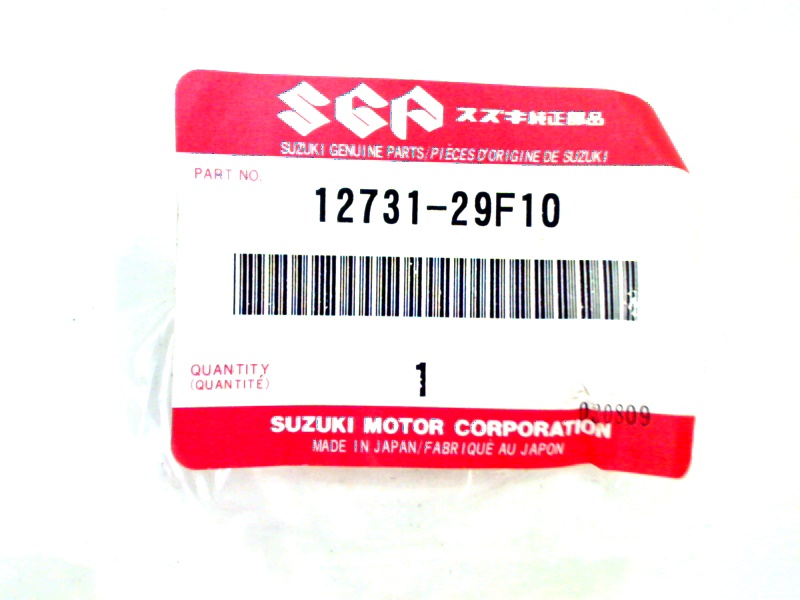 SGP スズキ純正部品
SUZUKI GENUINE PARTS/PIÈCES D'ORIGINE DE SUZUKI
PART NO.
12731-29F10
QUANTITY 1
(QUANTITÉ)
020809
SUZUKI MOTOR CORPORATION
MADE IN JAPAN/FABRIQUÉ AU JAPON